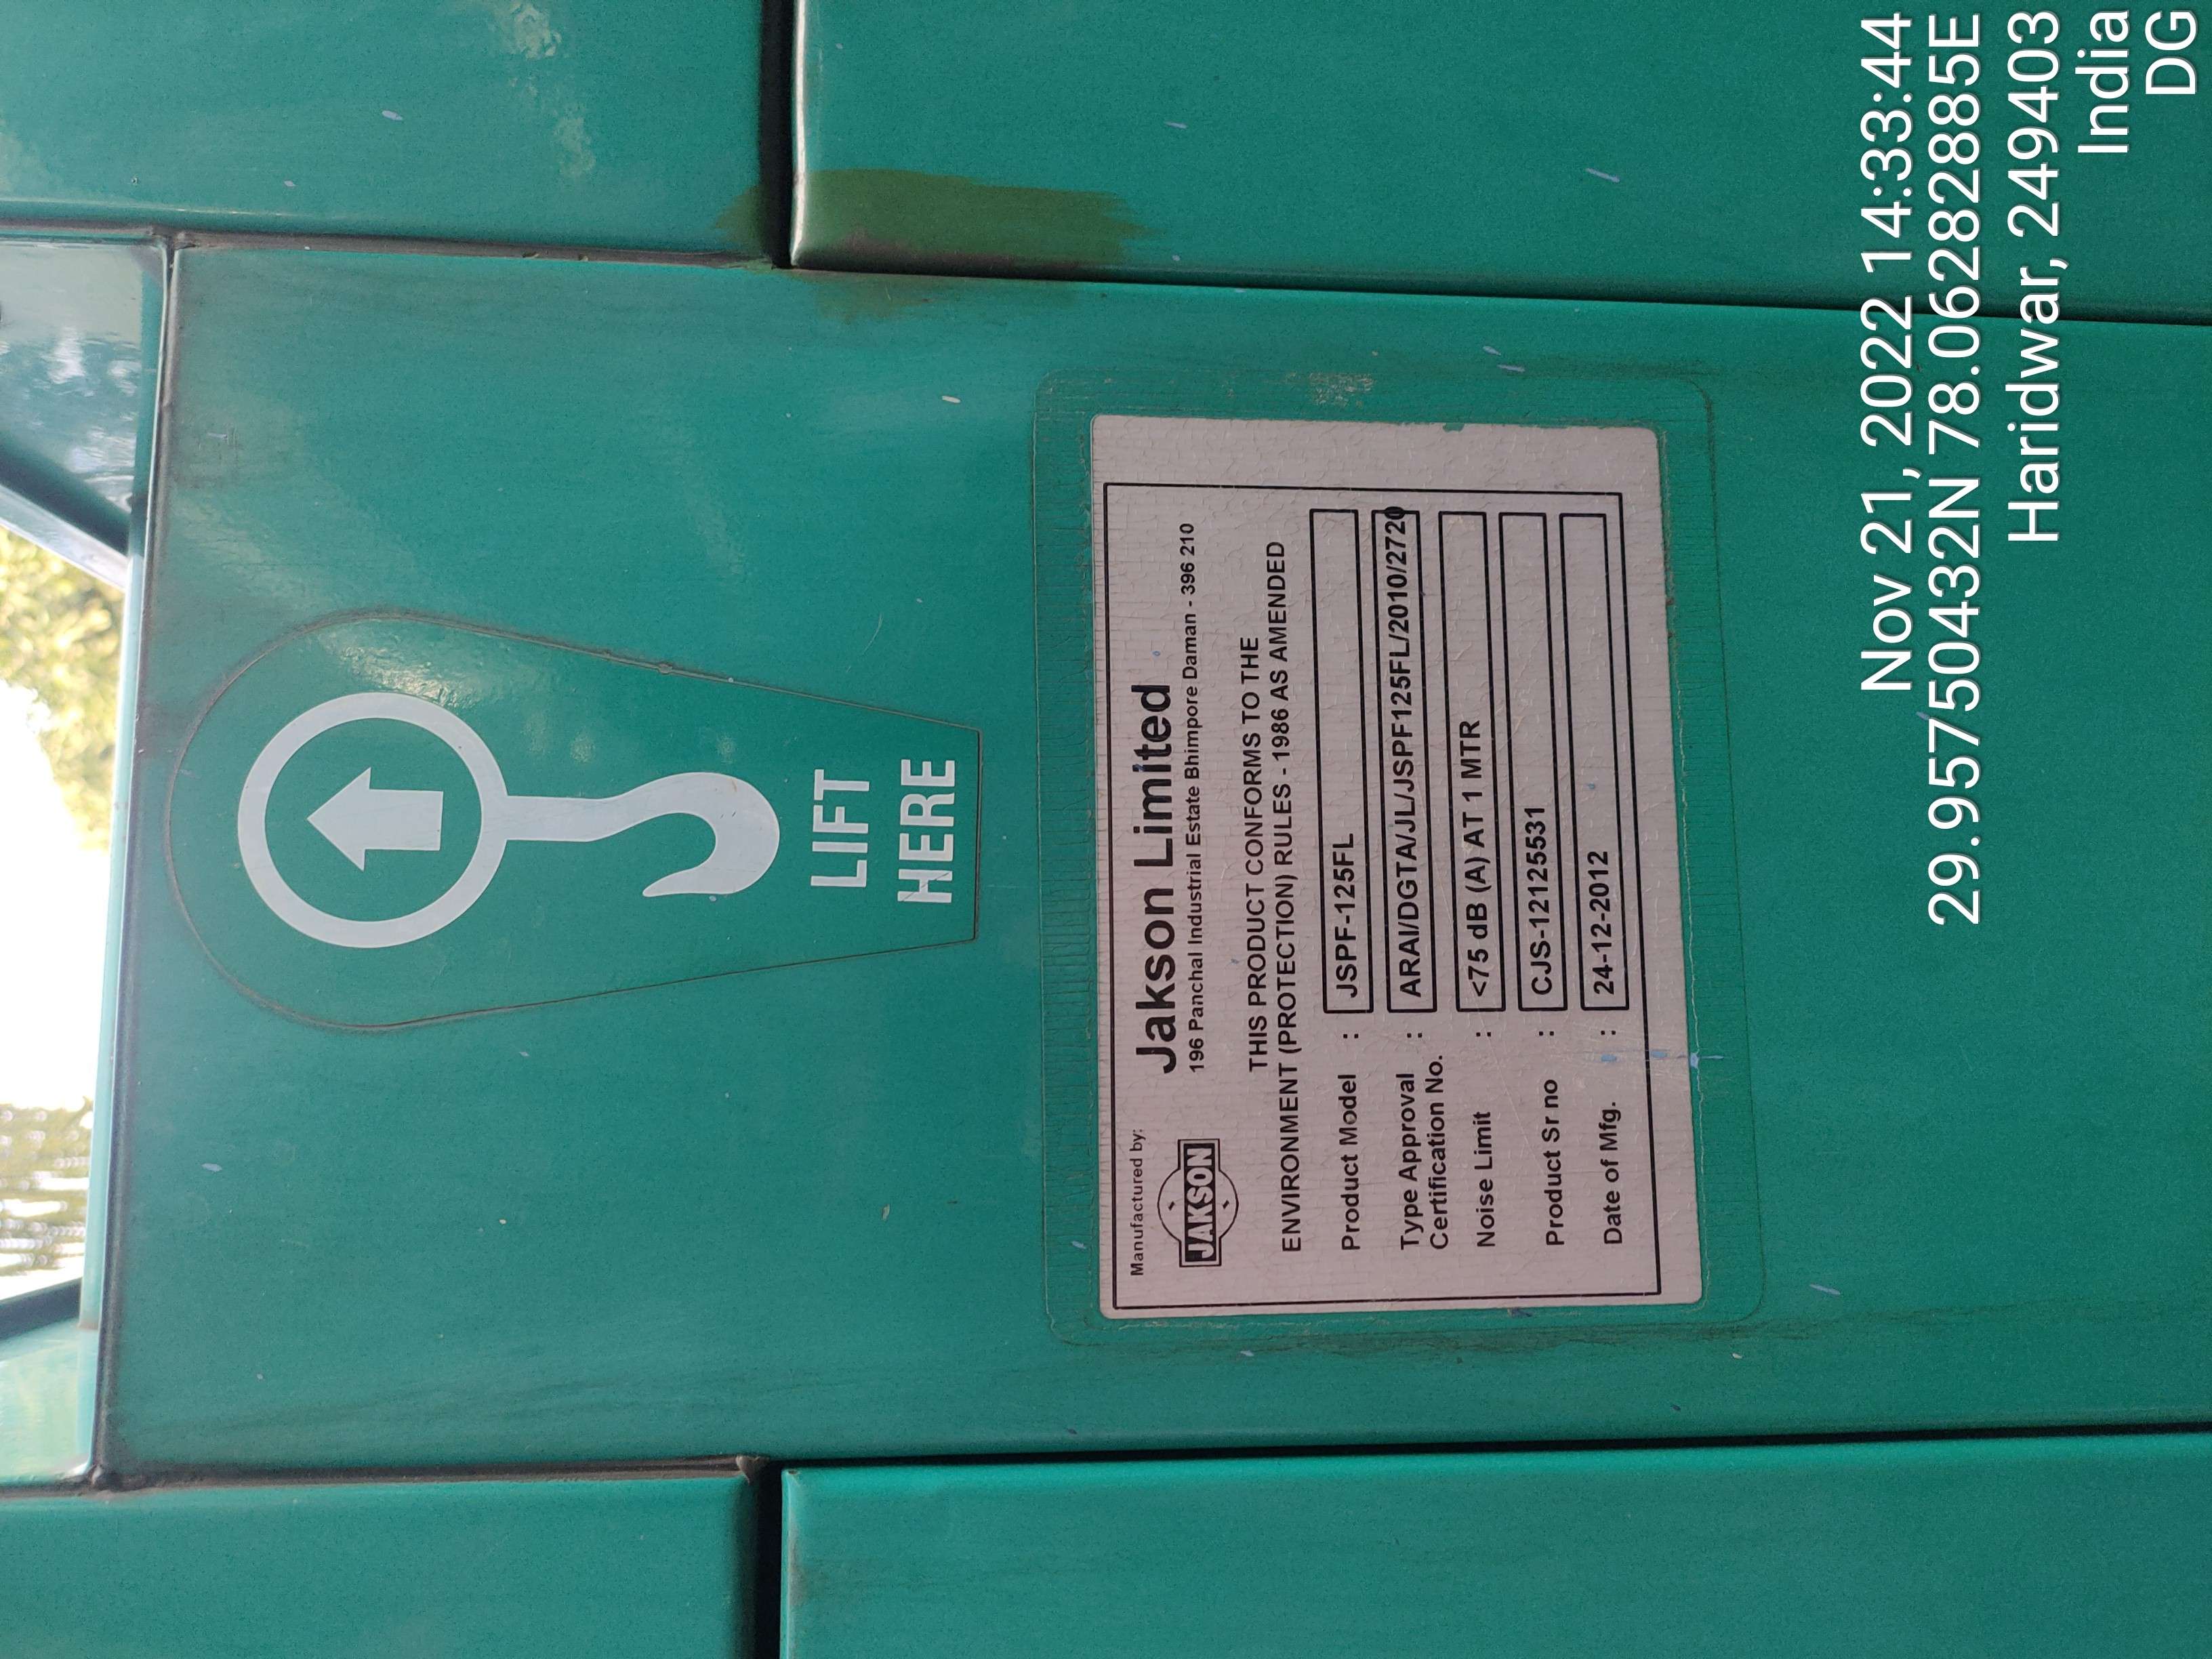 LIFT
HERE
Manufactured by:
JAKSON
Jakson Limited
196 Panchal Industrial Estate Bhimpore Daman - 396 210
THIS PRODUCT CONFORMS TO THE
ENVIRONMENT (PROTECTION) RULES - 1986 AS AMENDED
Product Model : JSPF-125FL
Type Approval
Certification No. : ARAI/DGTA/JL/JSPF125FL/2010/2720
Noise Limit : <75 dB (A) AT 1 MTR
Product Sr no : CJS-12125531
Date of Mfg. : 24-12-2012
Nov 21, 2022 14:33:44
29.95750432N 78.06282885E
Haridwar, 249403
India
DG